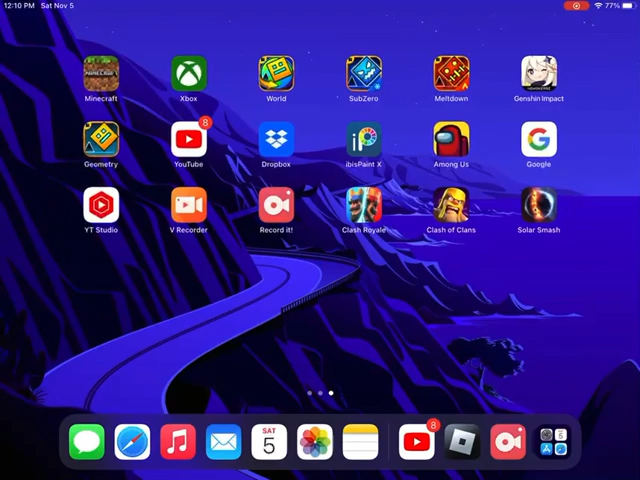 12:10 PM Sat Nov 5
77%
Minecraft
Xbox
World
SubZero
Meltdown
Genshin Impact
8
Geometry
YouTube
Dropbox
iP
ibisPaint X
Among Us
Google
YT Studio
V Recorder
Record it!
Clash Royale
Clash of Clans
Solar Smash
SAT
5
8